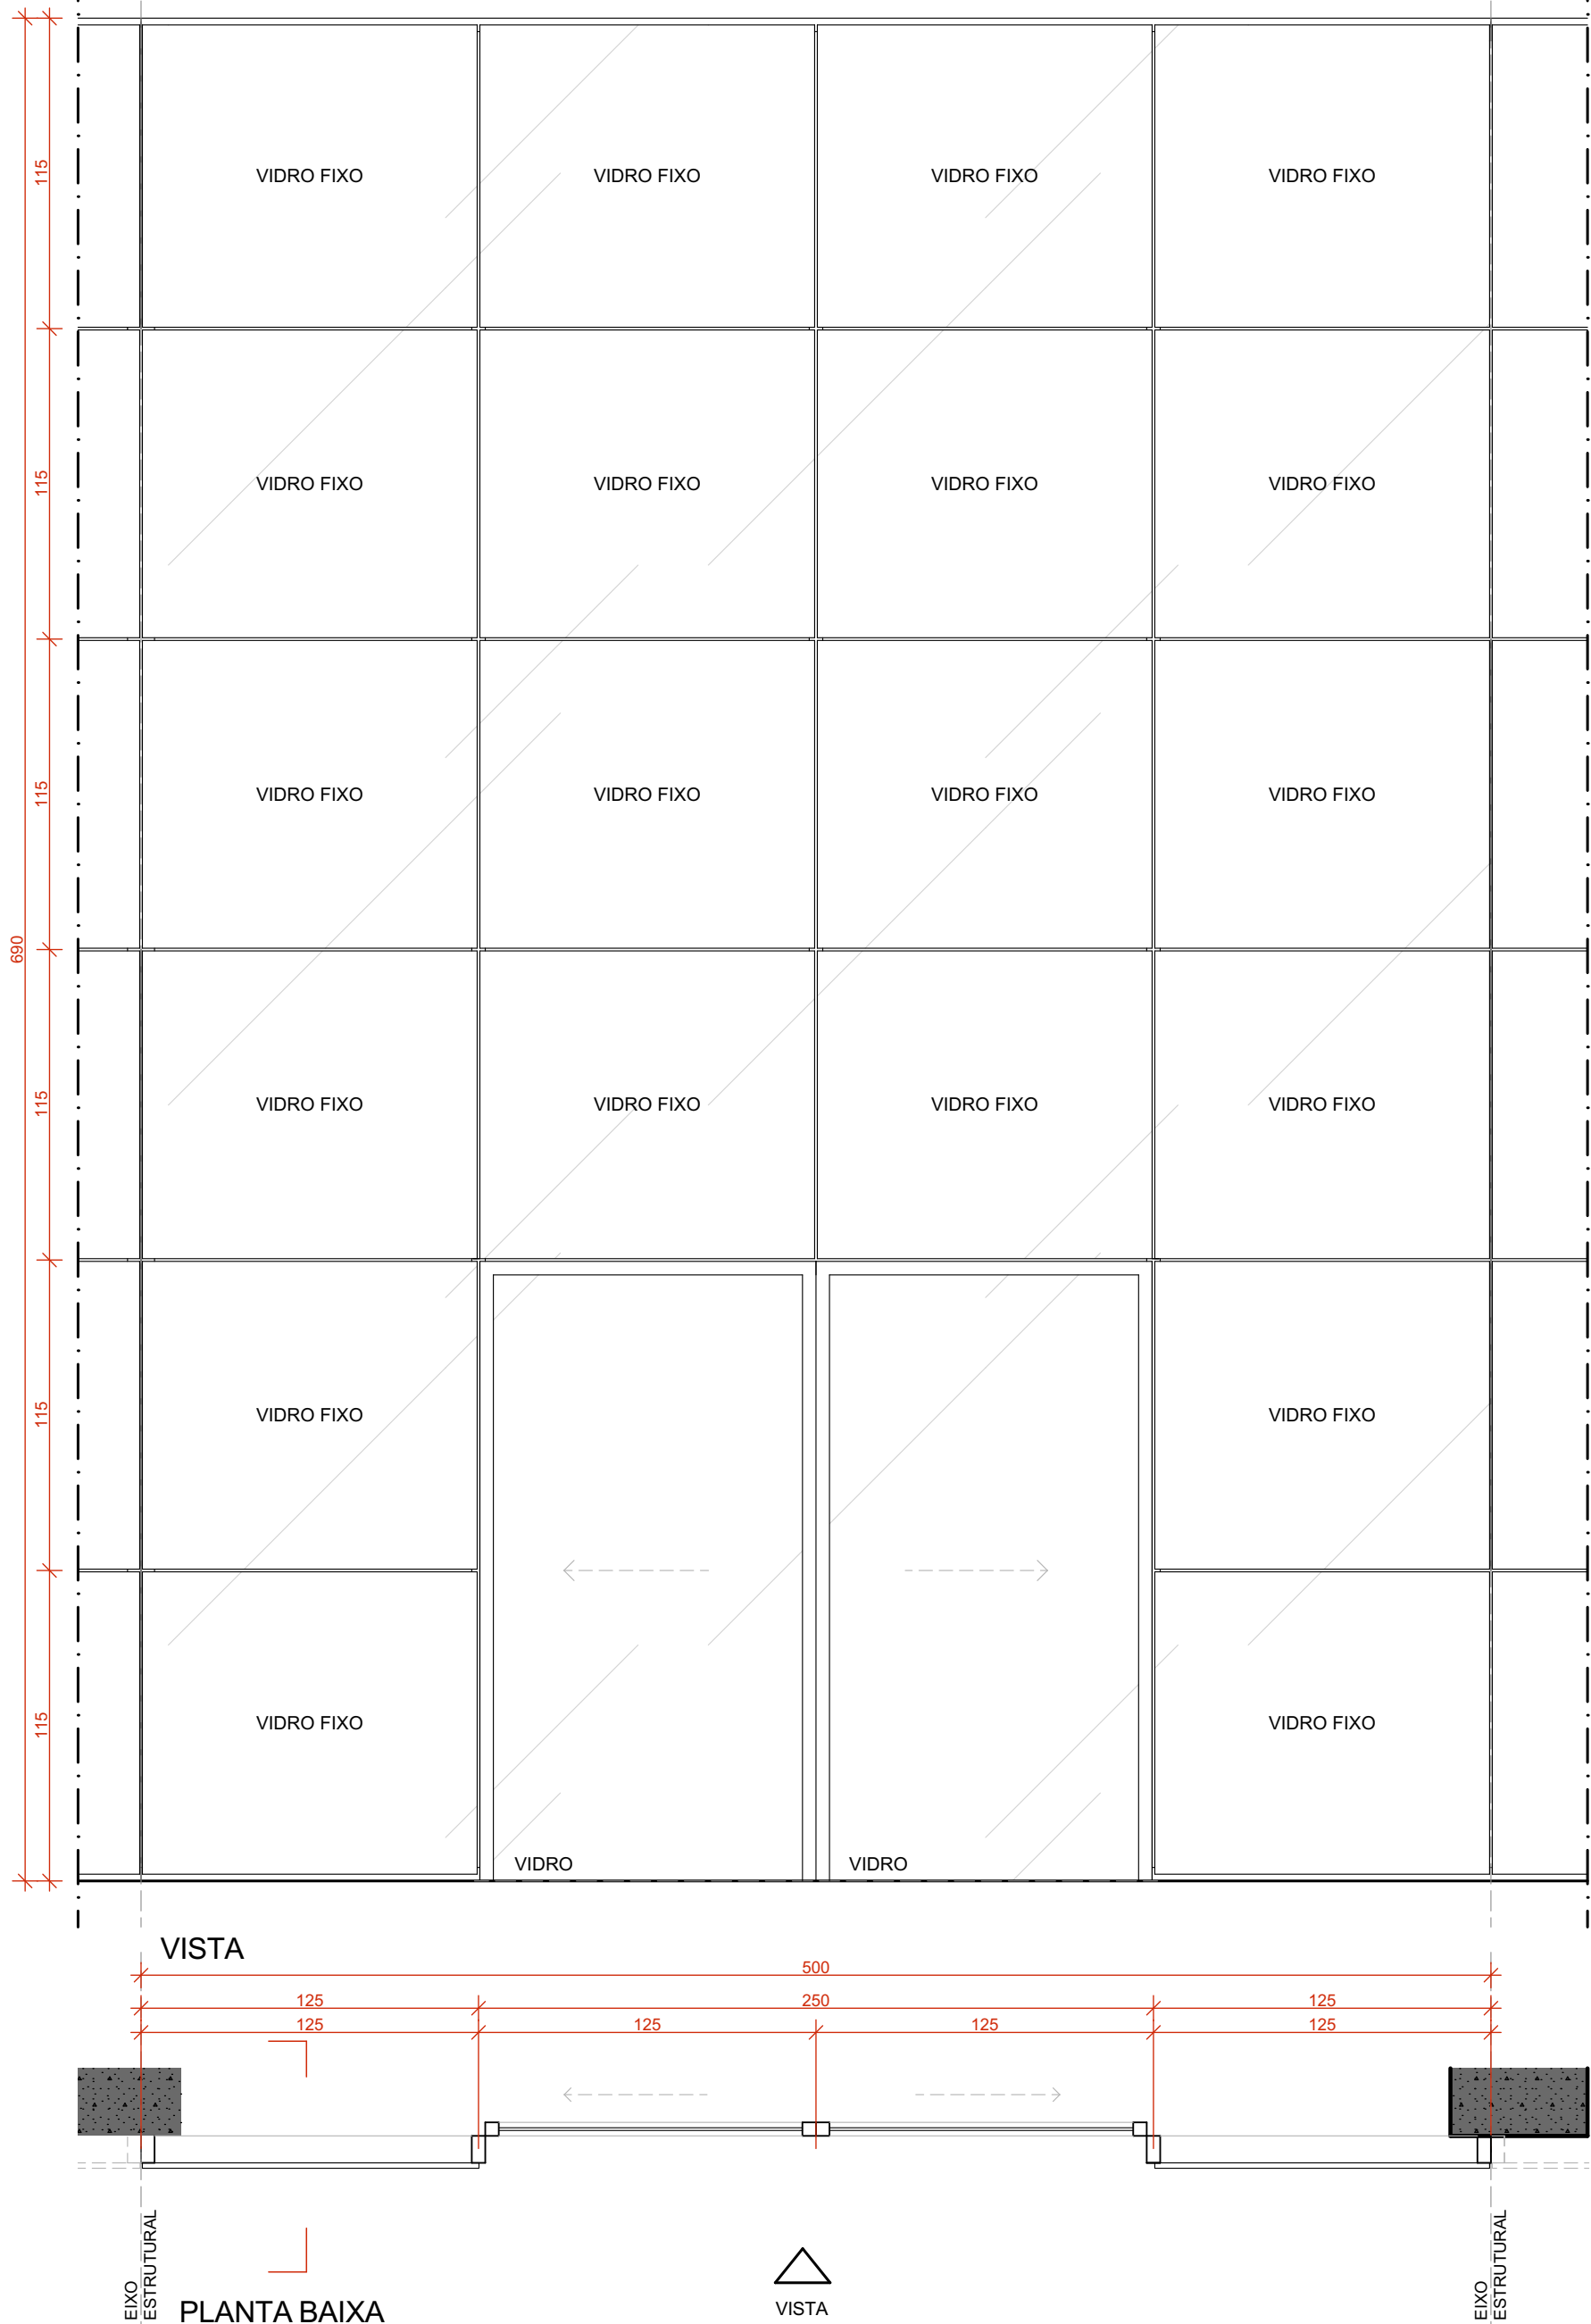 115
VIDRO FIXO VIDRO FIXO VIDRO FIXO VIDRO FIXO
115
VIDRO FIXO VIDRO FIXO VIDRO FIXO VIDRO FIXO
115
VIDRO FIXO VIDRO FIXO VIDRO FIXO VIDRO FIXO
690
115
VIDRO FIXO VIDRO FIXO VIDRO FIXO VIDRO FIXO
115
VIDRO FIXO VIDRO FIXO
115
VIDRO FIXO VIDRO FIXO
VIDRO VIDRO
VISTA
500
125 250 125
125 125 125 125
EIXO
ESTRUTURAL
PLANTA BAIXA
VISTA
EIXO
ESTRUTURAL